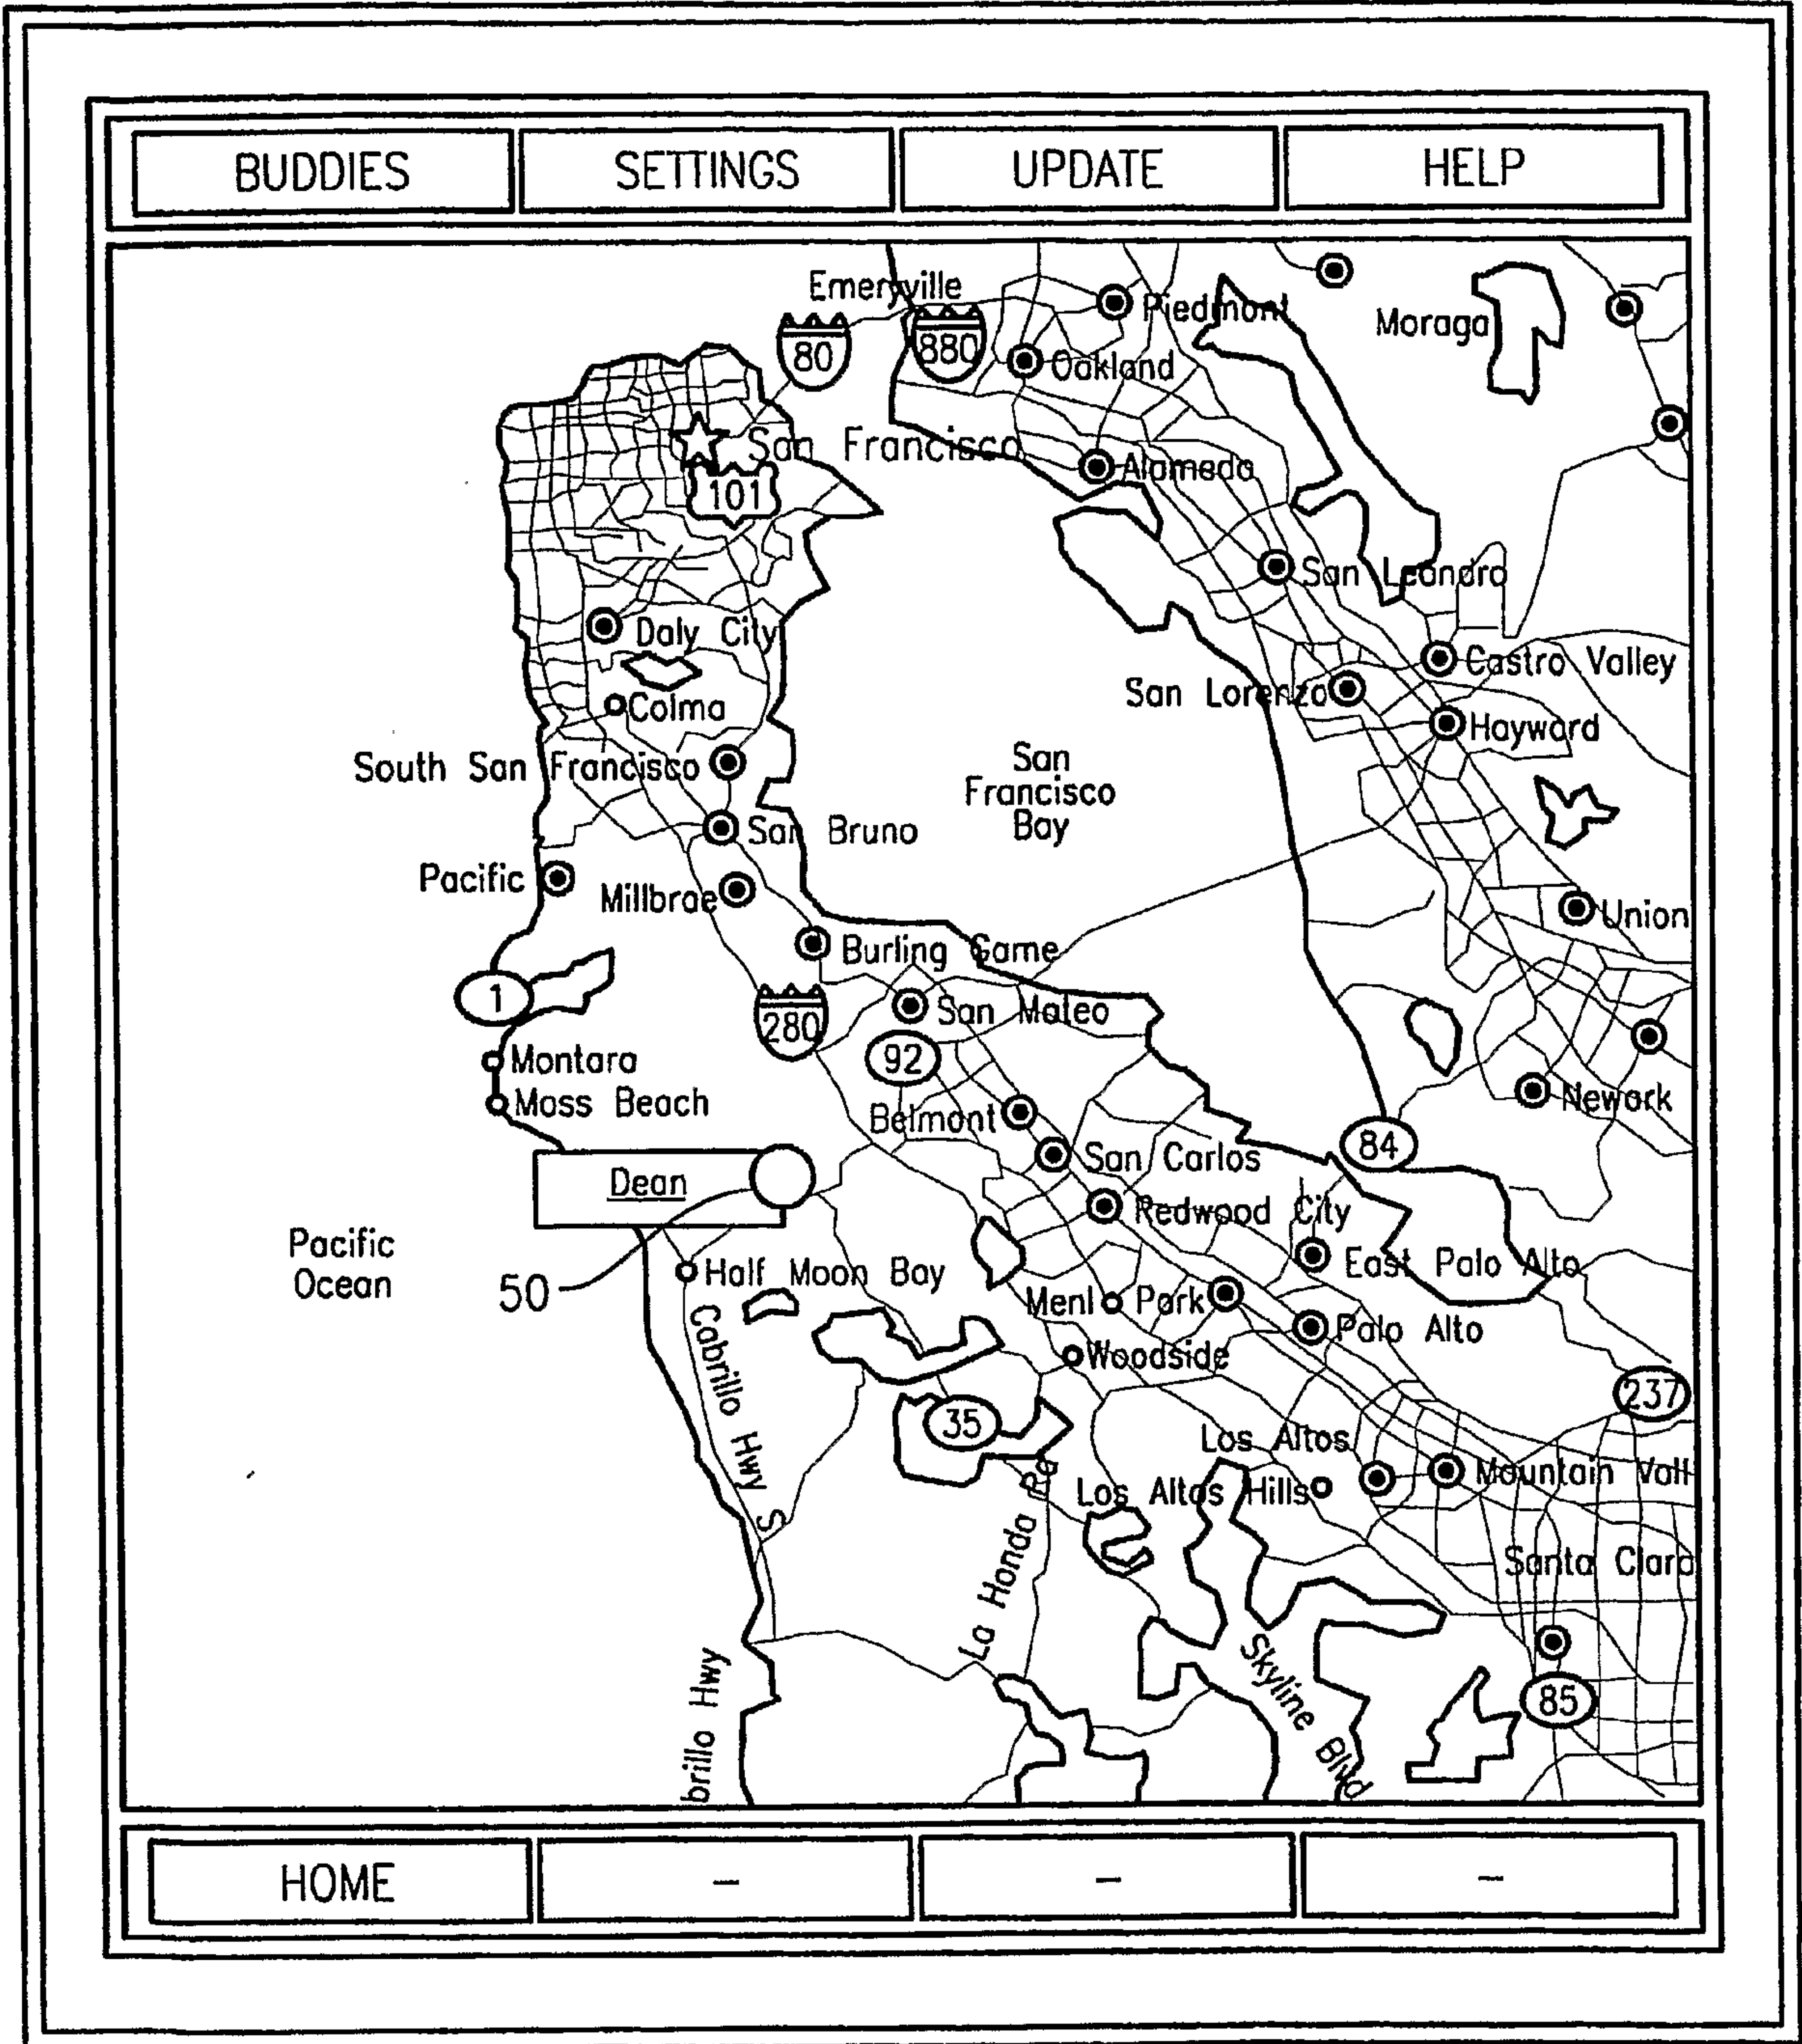 BUDDIES SETTINGS UPDATE HELP
Emeryville
Piedmont
Moraga
80
880
Oakland
San Francisco
101
Alameda
San Leandro
Daly City
Castro Valley
San Lorenzo
Colma
Hayward
South San Francisco
San
Francisco
Bay
San Bruno
Pacific
Millbrae
Union
Burling Game
1
280
San Mateo
92
Montara
Moss Beach
Newark
Belmont
84
San Carlos
Dean
Redwood City
Pacific
Ocean
East Palo Alto
50
Half Moon Bay
Menl Park
Palo Alto
Woodside
Cabrillo Hwy S
237
35
Los Altos
Mountain Vall
Los Altos Hills
La Honda Rd
Santa Clara
Skyline Blvd
brillo Hwy
85
HOME - - -